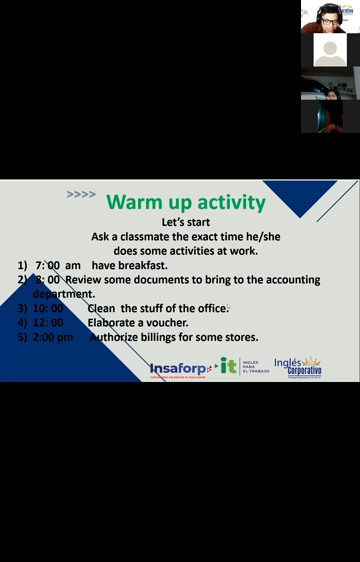 >>>> Warm up activity
Let's start
Ask a classmate the exact time he/she
does some activities at work.
1) 7: 00 am have breakfast.
2) 8: 00 Review some documents to bring to the accounting
department.
3) 10: 00 Clean the stuff of the office.
4) 12: 00 Elaborate a voucher.
5) 2:00 pm Authorize billings for some stores.
Insaforp
it
INGLÉS
PARA
EL TRABAJO
Inglés
Corporativo